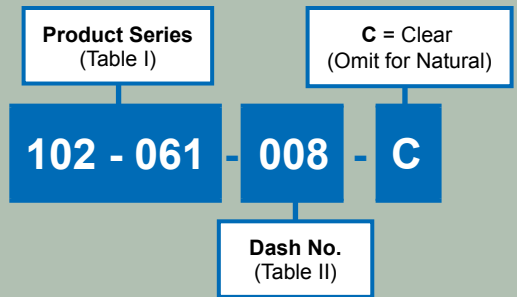 Product Series
(Table I)
C = Clear
(Omit for Natural)
102 - 061 - 008 - C
Dash No.
(Table II)